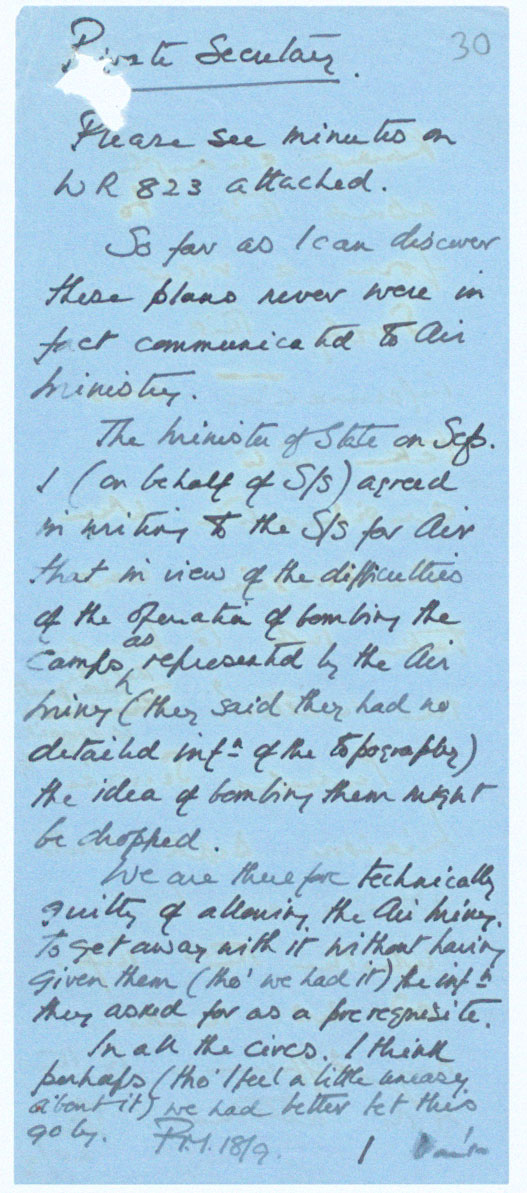 30
Private Secretary.
Please see minutes on
WR 823 attached.
So far as I can discover
these plans never were in
fact communicated to Air
Ministry.
The Minister of State on Sep.
1 (on behalf of S/S) agreed
in writing to the S/S for Air
that in view of the difficulties
of the operation of bombing the
camps, as represented by the Air
Miny (they said they had no
detailed infn of the topography)
the idea of bombing them might
be dropped.
We are therefore technically
guilty of allowing the Air Miny.
to get away with it without having
given them (tho' we had it) the infn
they asked for as a prerequisite.
In all the circs. I think
perhaps (tho' I feel a little uneasy
about it) we had better let this
go by. 18/9.